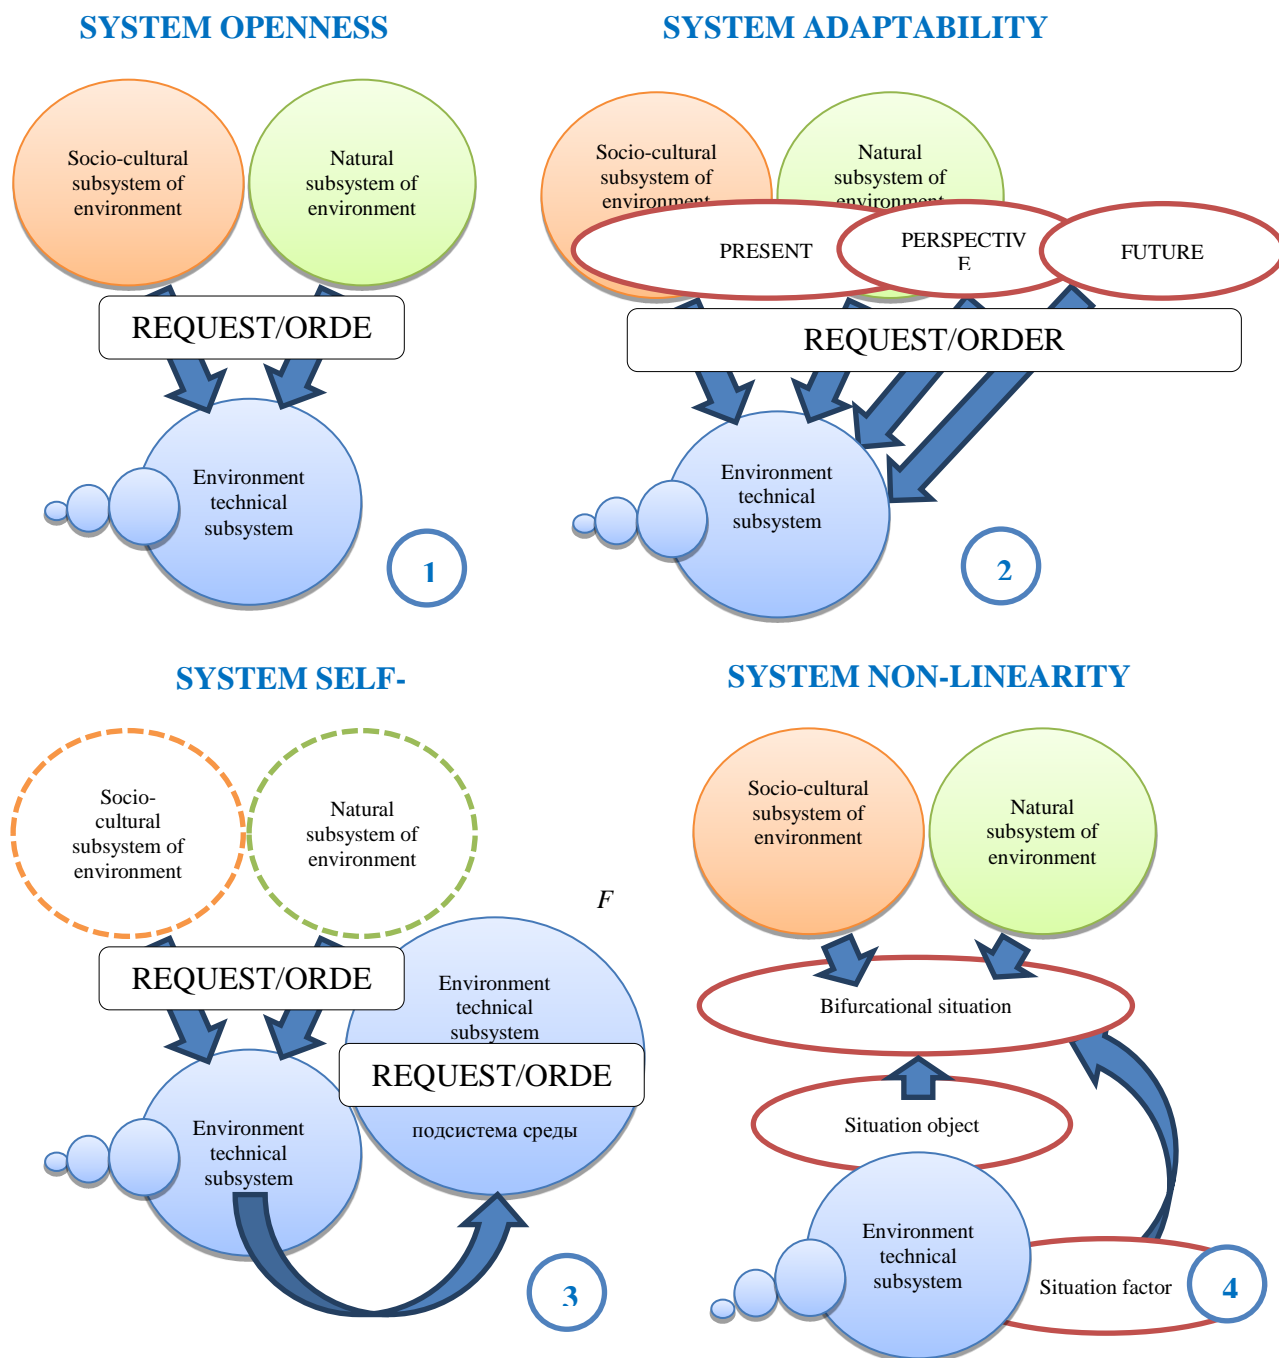 SYSTEM OPENNESS
Socio-cultural
subsystem of
environment
Natural
subsystem of
environment
REQUEST/ORDE
Environment
technical
subsystem
1
SYSTEM ADAPTABILITY
Socio-cultural
subsystem of
environment
Natural
subsystem of
environment
PRESENT
PERSPECTIV
E
FUTURE
REQUEST/ORDER
Environment
technical
subsystem
2
SYSTEM SELF-
Socio-
cultural
subsystem of
environment
Natural
subsystem of
environment
F
REQUEST/ORDE
Environment
technical
subsystem
REQUEST/ORDE
подсистема среды
Environment
technical
subsystem
3
SYSTEM NON-LINEARITY
Socio-cultural
subsystem of
environment
Natural
subsystem of
environment
Bifurcational situation
Situation object
Environment
technical
subsystem
Situation factor
4